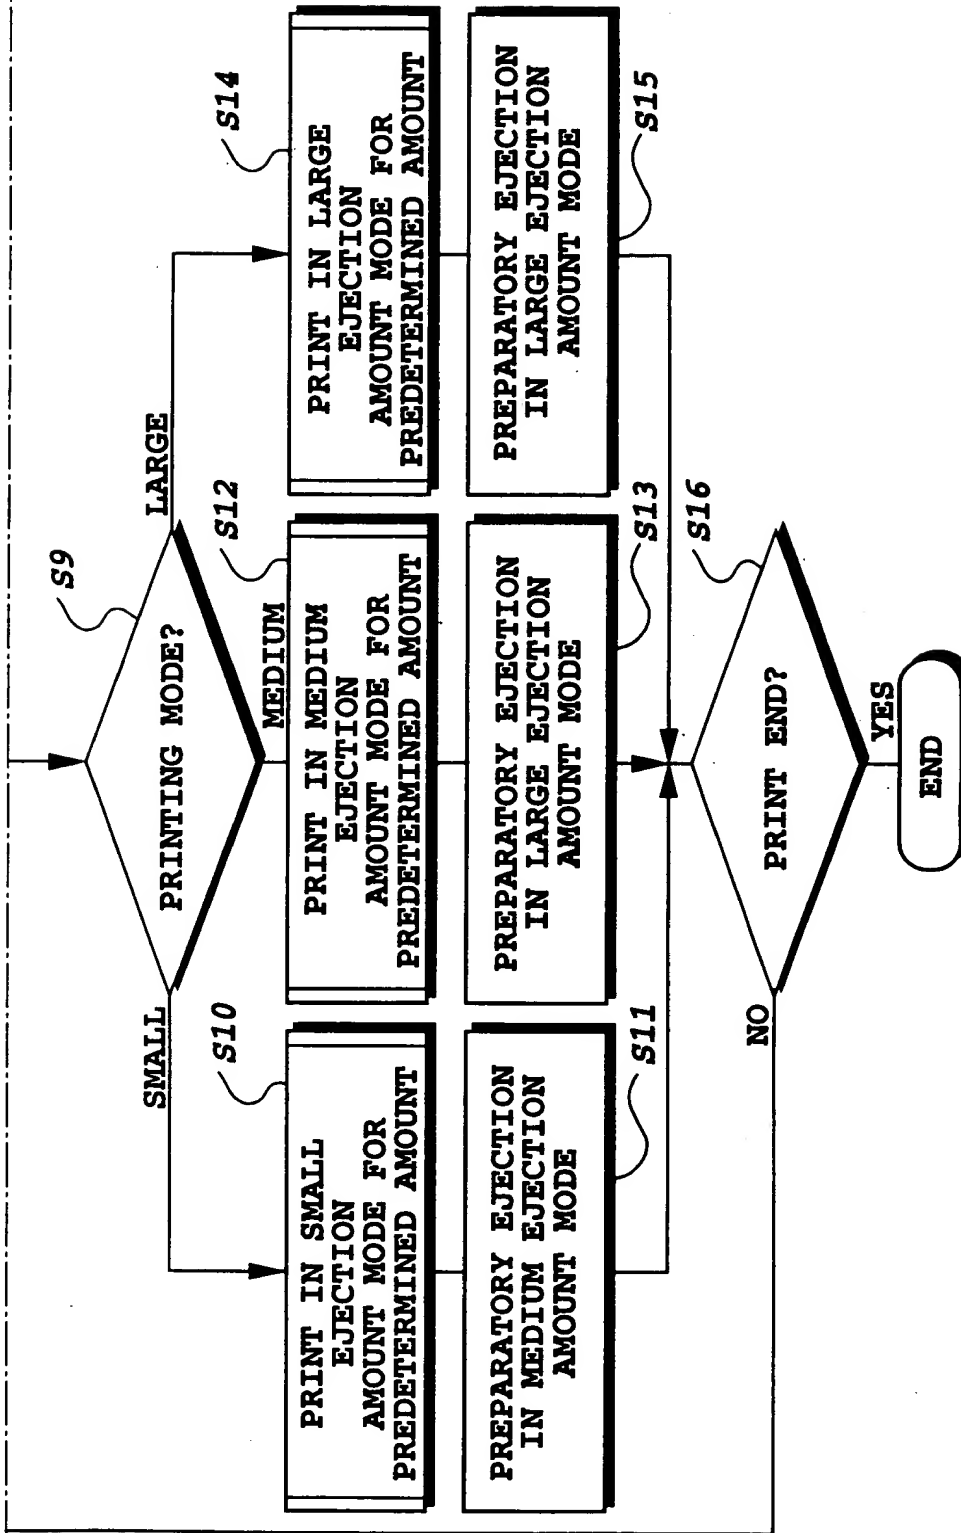 S9
PRINTING MODE?
SMALL
MEDIUM
LARGE
S10
PRINT IN SMALL
EJECTION
AMOUNT MODE FOR
PREDETERMINED AMOUNT
S12
PRINT IN MEDIUM
EJECTION
AMOUNT MODE FOR
PREDETERMINED AMOUNT
S14
PRINT IN LARGE
EJECTION
AMOUNT MODE FOR
PREDETERMINED AMOUNT
PREPARATORY EJECTION
IN MEDIUM EJECTION
AMOUNT MODE
S11
PREPARATORY EJECTION
IN LARGE EJECTION
AMOUNT MODE
S13
PREPARATORY EJECTION
IN LARGE EJECTION
AMOUNT MODE
S15
S16
PRINT END?
NO
YES
END